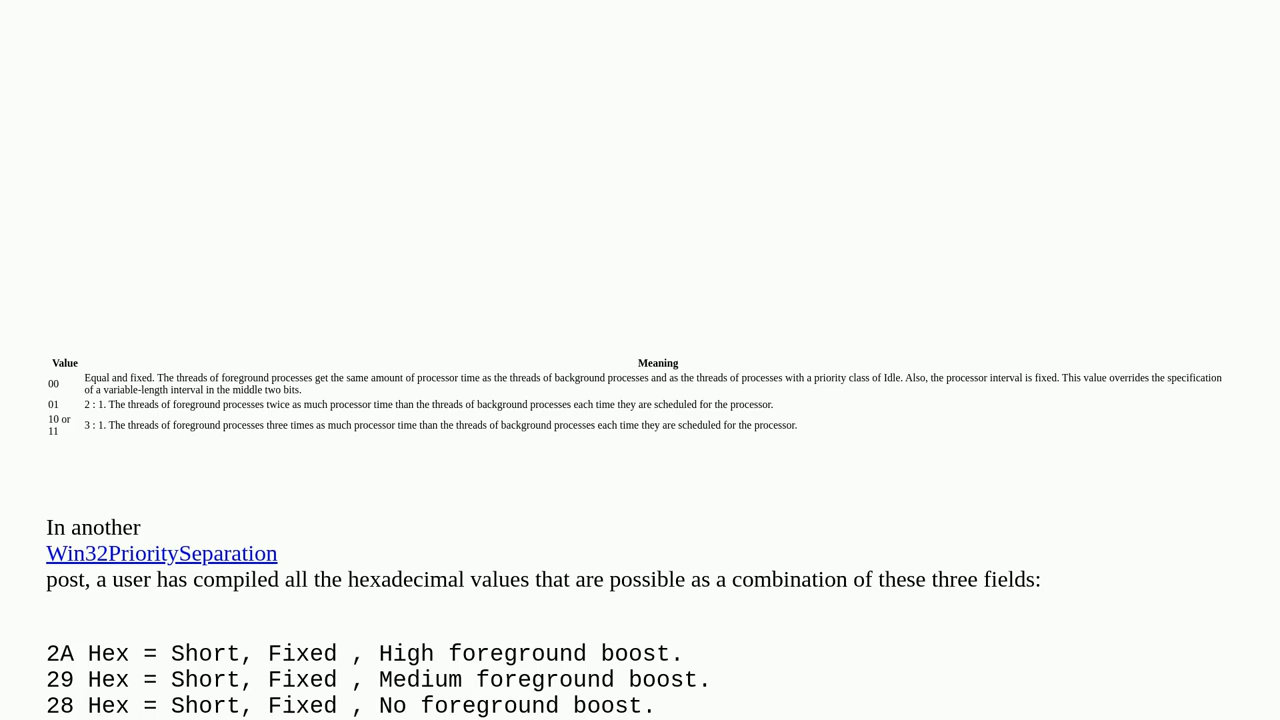 Value Meaning
00 Equal and fixed. The threads of foreground processes get the same amount of processor time as the threads of background processes and as the threads of processes with a priority class of Idle. Also, the processor interval is fixed. This value overrides the specification
of a variable-length interval in the middle two bits.
01 2 : 1. The threads of foreground processes twice as much processor time than the threads of background processes each time they are scheduled for the processor.
10 or
11 3 : 1. The threads of foreground processes three times as much processor time than the threads of background processes each time they are scheduled for the processor.
In another
Win32PrioritySeparation
post, a user has compiled all the hexadecimal values that are possible as a combination of these three fields:
2A Hex = Short, Fixed , High foreground boost.
29 Hex = Short, Fixed , Medium foreground boost.
28 Hex = Short, Fixed , No foreground boost.